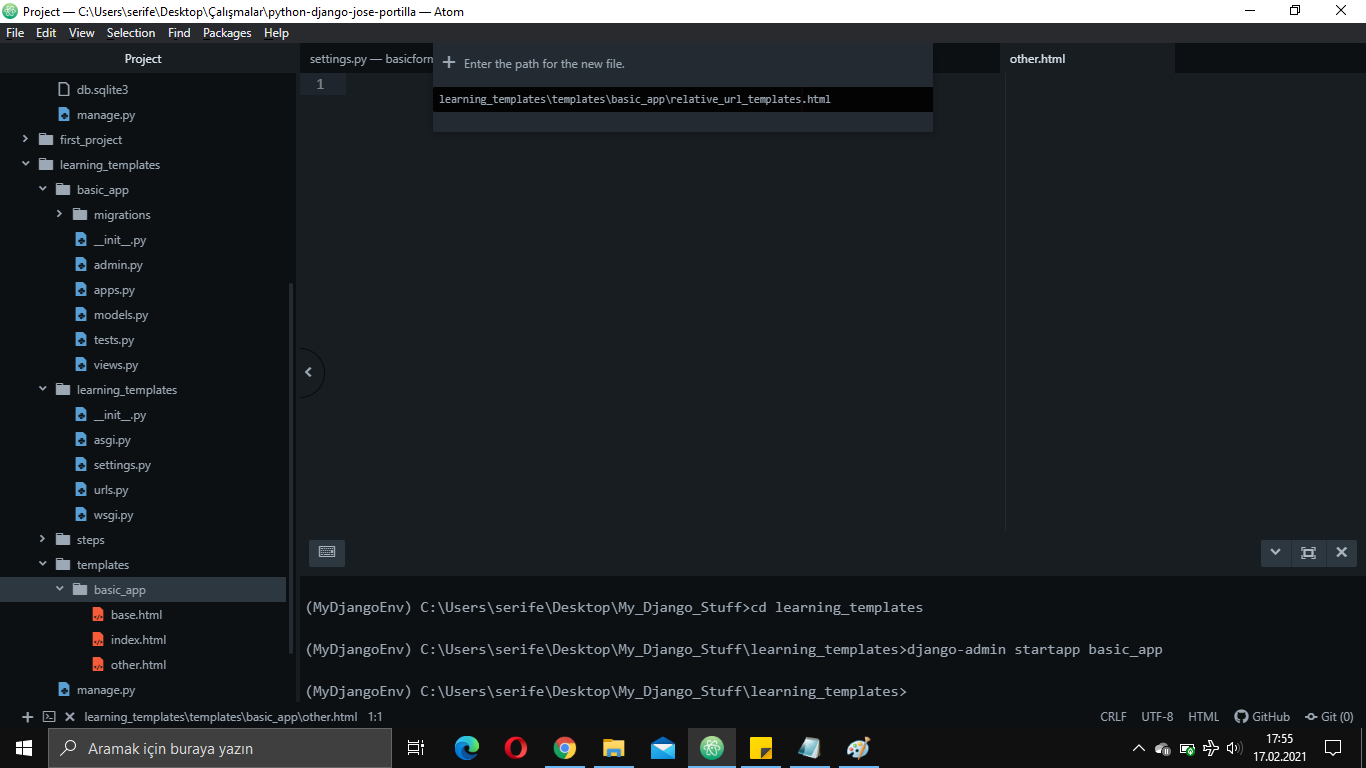 Project — C:\Users\serife\Desktop\Çalışmalar\python-django-jose-portilla — Atom
File Edit View Selection Find Packages Help
Project
settings.py — basicforn
other.html
Enter the path for the new file.
learning_templates\templates\basic_app\relative_url_templates.html
1
db.sqlite3
manage.py
first_project
learning_templates
basic_app
migrations
__init__.py
admin.py
apps.py
models.py
tests.py
views.py
learning_templates
__init__.py
asgi.py
settings.py
urls.py
wsgi.py
steps
templates
basic_app
base.html
index.html
other.html
manage.py
(MyDjangoEnv) C:\Users\serife\Desktop\My_Django_Stuff>cd learning_templates
(MyDjangoEnv) C:\Users\serife\Desktop\My_Django_Stuff\learning_templates>django-admin startapp basic_app
(MyDjangoEnv) C:\Users\serife\Desktop\My_Django_Stuff\learning_templates>
learning_templates\templates\basic_app\other.html 1:1
CRLF UTF-8 HTML GitHub Git (0)
Aramak için buraya yazın
17:55
17.02.2021